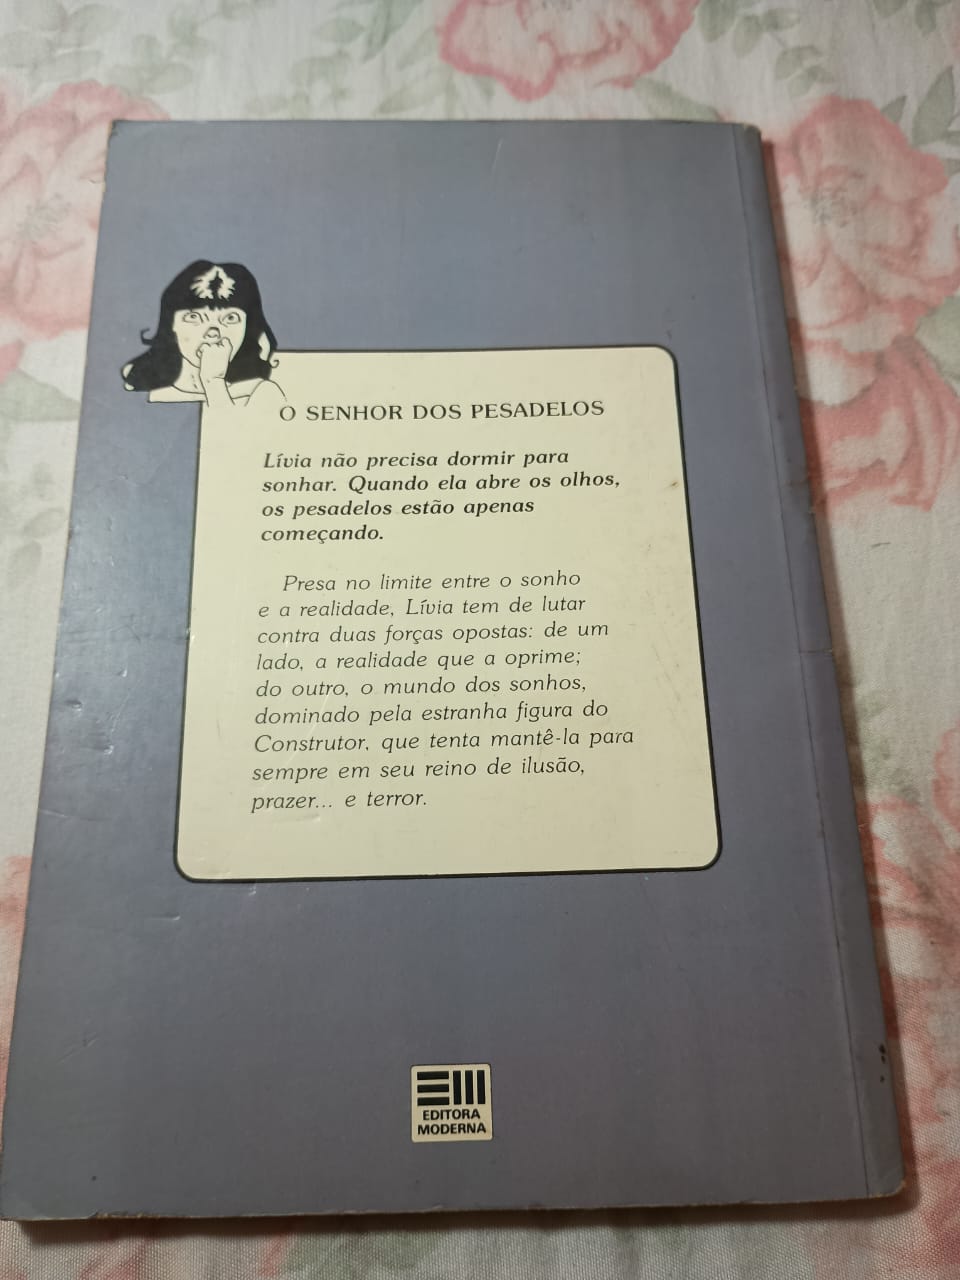 O SENHOR DOS PESADELOS
Lívia não precisa dormir para
sonhar. Quando ela abre os olhos,
os pesadelos estão apenas
começando.
Presa no limite entre o sonho
e a realidade, Lívia tem de lutar
contra duas forças opostas: de um
lado, a realidade que a oprime;
do outro, o mundo dos sonhos,
dominado pela estranha figura do
Construtor, que tenta mantê-la para
sempre em seu reino de ilusão,
prazer... e terror.
EDITORA
MODERNA